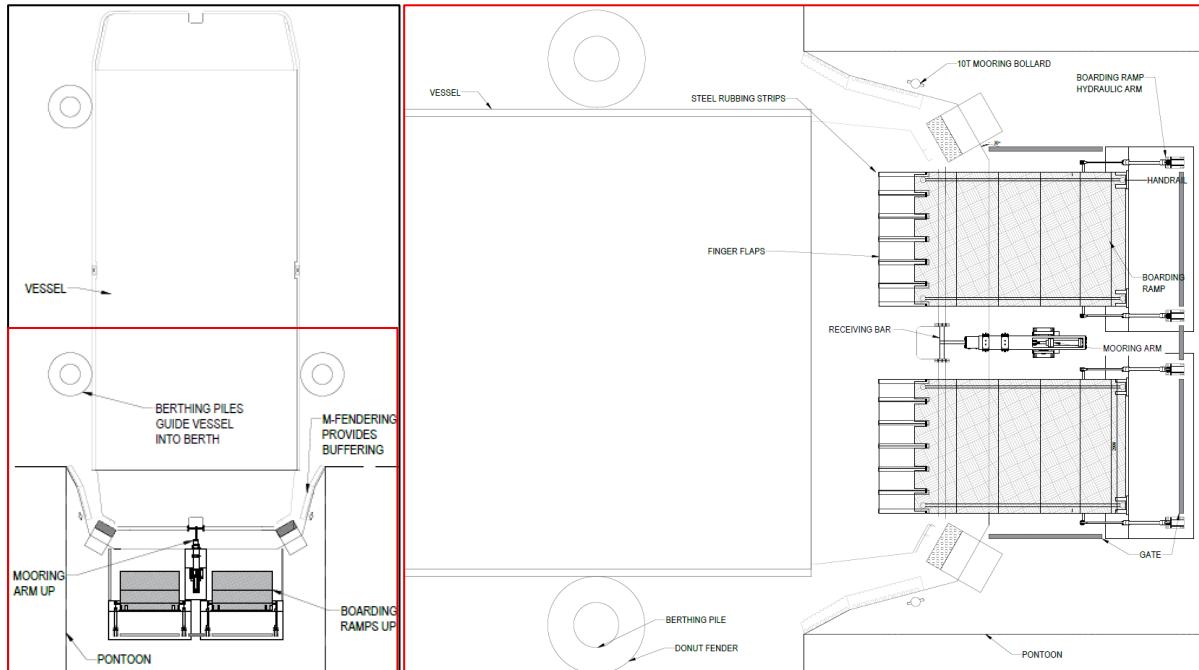 VESSEL
BERTHING PILES
GUIDE VESSEL
INTO BERTH
M-FENDERING
PROVIDES
BUFFERING
MOORING
ARM UP
BOARDING
RAMPS UP
PONTOON
10T MOORING BOLLARD
VESSEL
STEEL RUBBING STRIPS
BOARDING RAMP
HYDRAULIC ARM
HANDRAIL
FINGER FLAPS
BOARDING
RAMP
RECEIVING BAR
MOORING ARM
GATE
BERTHING PILE
DONUT FENDER
PONTOON